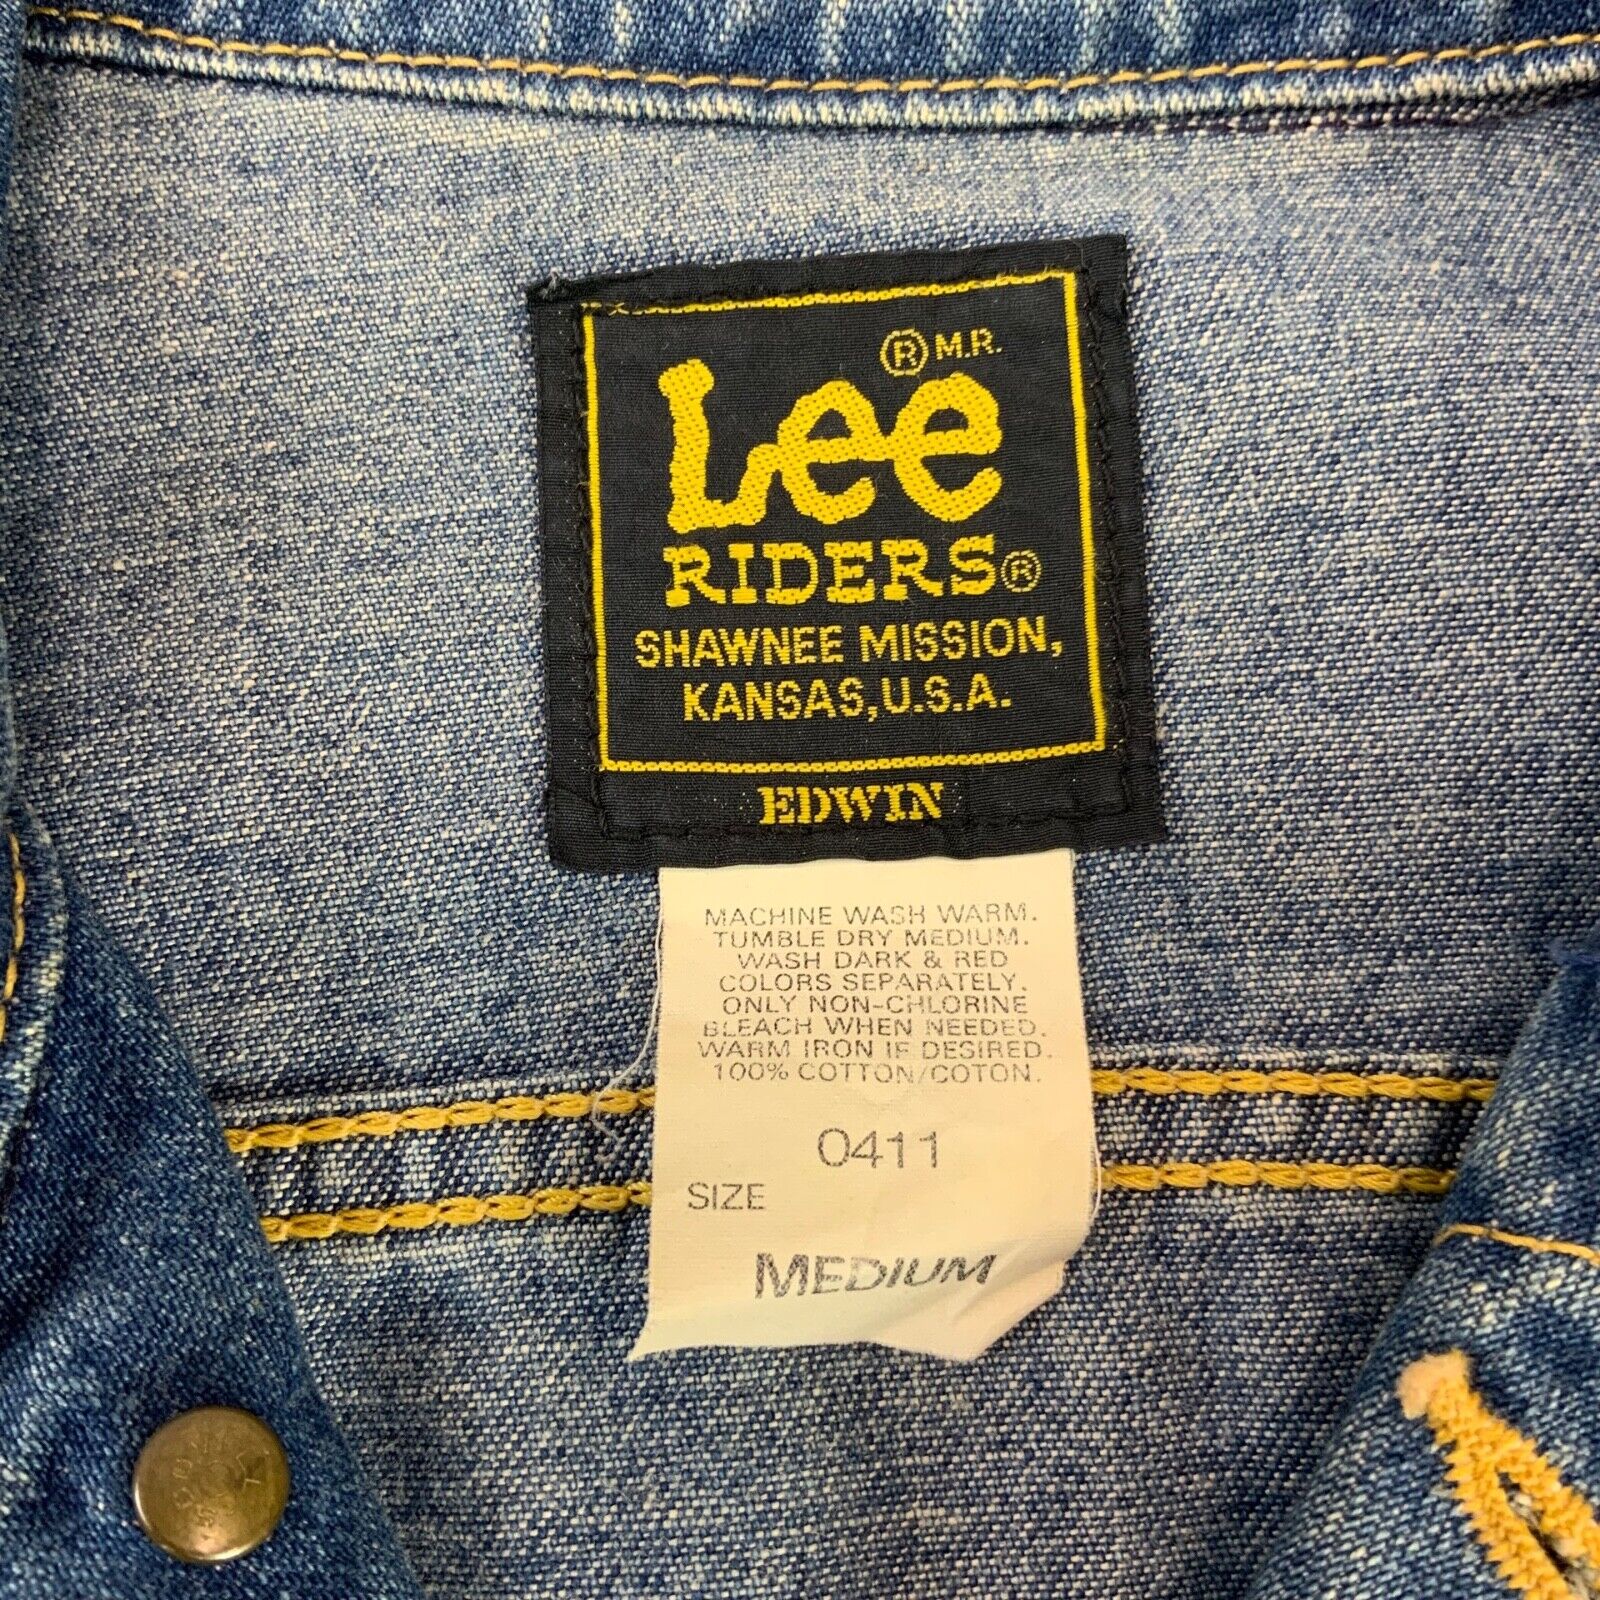 ® M.R.
Lee
RIDERS®
SHAWNEE MISSION,
KANSAS, U.S.A.
EDWIN
MACHINE WASH WARM.
TUMBLE DRY MEDIUM.
WASH DARK & RED
COLORS SEPARATELY.
ONLY NON-CHLORINE
BLEACH WHEN NEEDED.
WARM IRON IF DESIRED.
100% COTTON/COTON.
0411
SIZE
MEDIUM